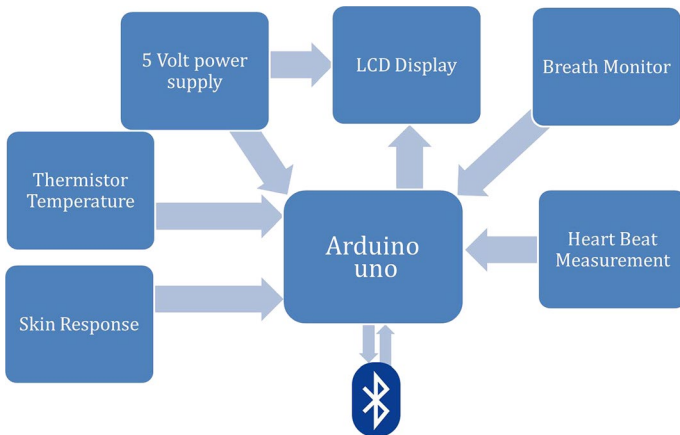 5 Volt power
supply
LCD Display
Breath Monitor
Thermistor
Temperature
Arduino
uno
Heart Beat
Measurement
Skin Response